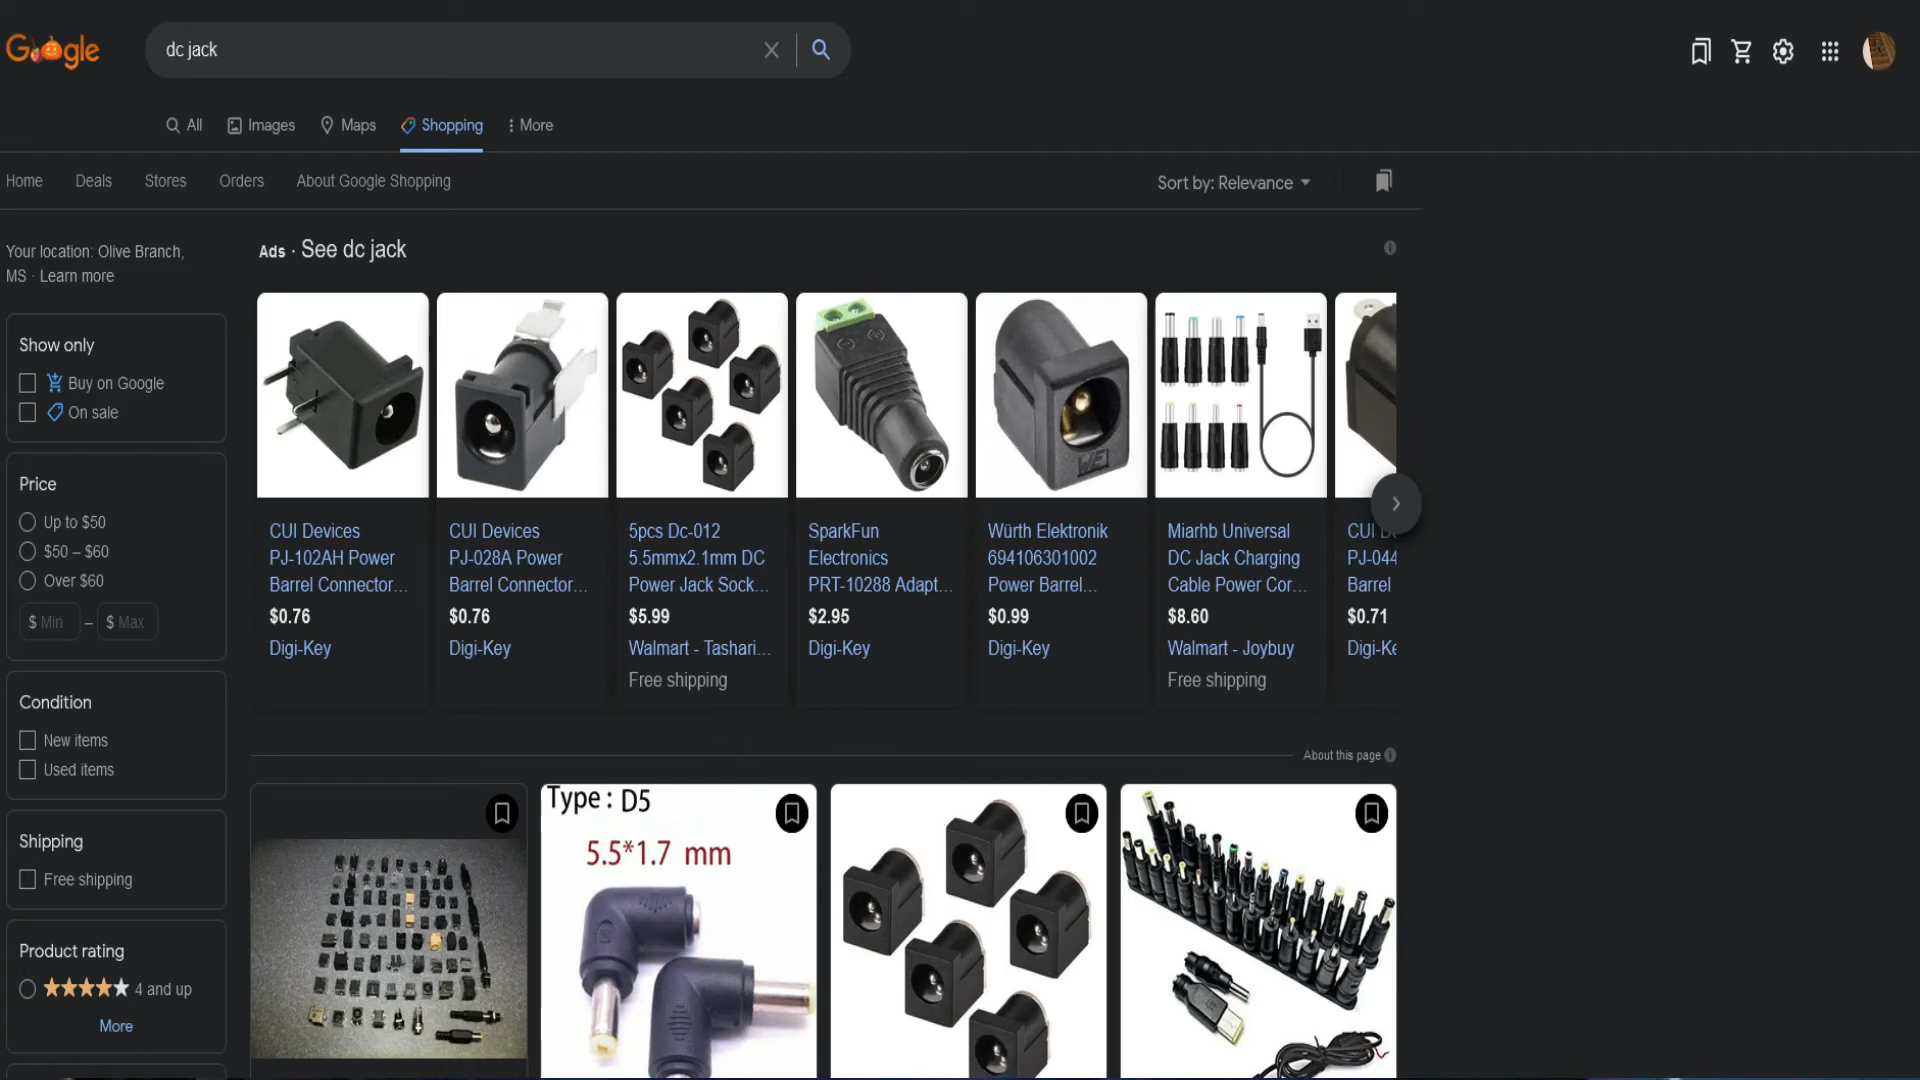 Google
dc jack
All Images Maps Shopping More
Home Deals Stores Orders About Google Shopping Sort by: Relevance
Your location: Olive Branch,
MS · Learn more
Show only
Buy on Google
On sale
Price
Up to $50
$50 – $60
Over $60
$ Min – $ Max
Condition
New items
Used items
Shipping
Free shipping
Product rating
4 and up
More
Ads · See dc jack
CUI Devices
PJ-102AH Power
Barrel Connector...
$0.76
Digi-Key
CUI Devices
PJ-028A Power
Barrel Connector...
$0.76
Digi-Key
5pcs Dc-012
5.5mmx2.1mm DC
Power Jack Sock...
$5.99
Walmart - Tashari...
Free shipping
SparkFun
Electronics
PRT-10288 Adapt...
$2.95
Digi-Key
WE
Würth Elektronik
694106301002
Power Barrel...
$0.99
Digi-Key
Miarhb Universal
DC Jack Charging
Cable Power Cor...
$8.60
Walmart - Joybuy
Free shipping
CUI
PJ-044
Barrel
$0.71
Digi-Ke
About this page
Type : D5
5.5*1.7 mm